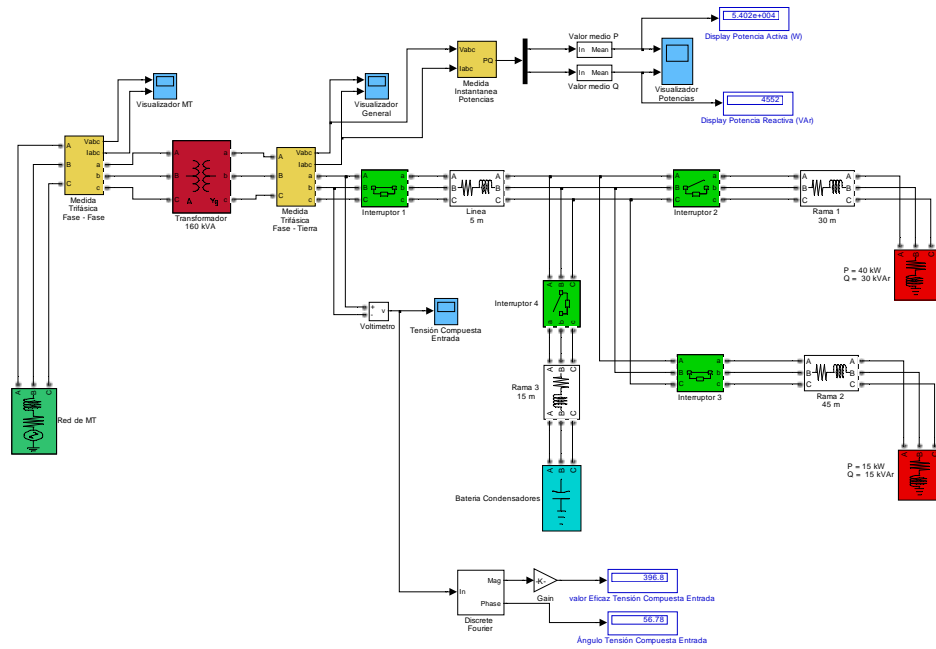 5.402e+004
Display Potencia Activa (W)
Valor medio P
In Mean
Vabc
Iabc
PQ
Medida
Instantanea
Potencias
In Mean
Valor medio Q
Visualizador
Potencias
4552
Display Potencia Reactiva (VAr)
Visualizador MT
Visualizador
General
A
B
C
Vabc
Iabc
a
b
c
Medida
Trifásica
Fase - Fase
A
B
C
a
b
c
Δ
Yg
Transformador
160 kVA
A
B
C
Vabc
Iabc
a
b
c
Medida
Trifásica
Fase - Tierra
A a
B b
C c
Interruptor 1
A A
B B
C C
Linea
5 m
A a
B b
C c
Interruptor 2
A A
B B
C C
Rama 1
30 m
A B C
P = 40 kW
Q = 30 kVAr
A B C
a b c
Interruptor 4
+
-
v
Voltimetro
Tensión Compuesta
Entrada
A B C
A B C
Rama 3
15 m
A a
B b
C c
Interruptor 3
A A
B B
C C
Rama 2
45 m
A B C
Red de MT
A B C
P = 15 kW
Q = 15 kVAr
A B C
Bateria Condensadores
In
Mag
Phase
Discrete
Fourier
-K-
Gain
396.8
valor Eficaz Tensión Compuesta Entrada
56.78
Ángulo Tensión Compuesta Entrada